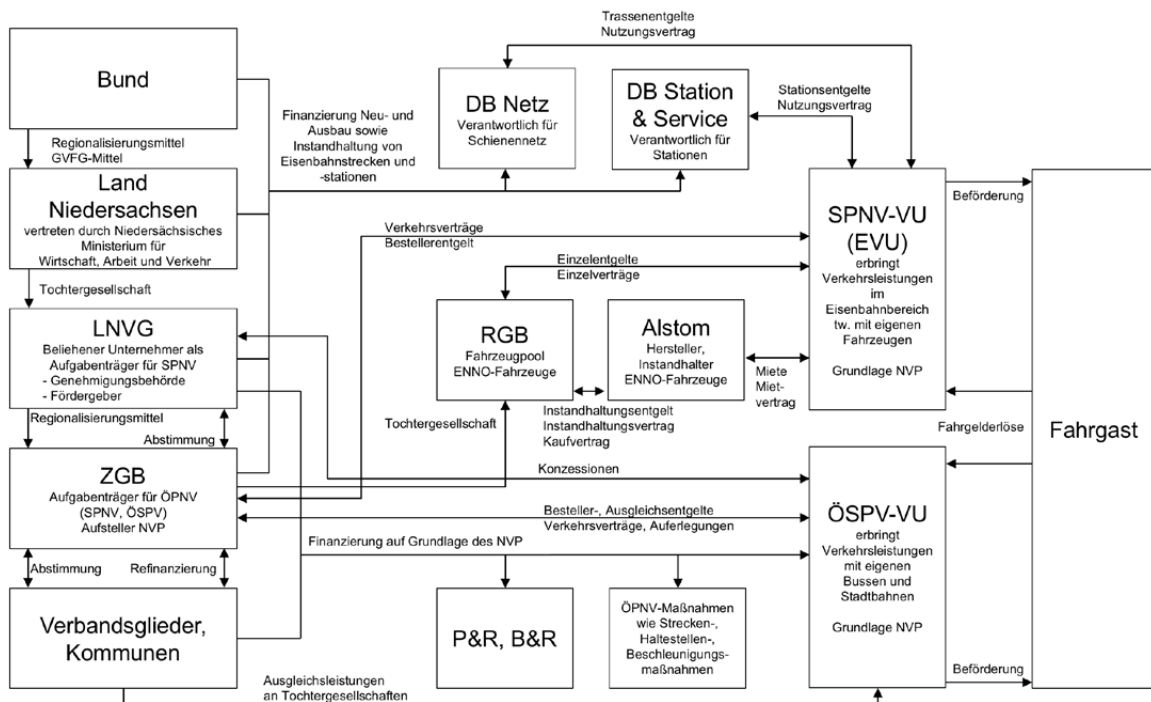 Trassenentgelte
Nutzungsvertrag
Bund
DB Netz
Verantwortlich für
Schienennetz
DB Station
& Service
Verantwortlich für
Stationen
Stationsentgelte
Nutzungsvertrag
Finanzierung Neu- und
Ausbau sowie
Instandhaltung von
Eisenbahnstrecken und
-stationen
Regionalisierungsmittel
GVFG-Mittel
Land
Niedersachsen
vertreten durch Niedersächsisches
Ministerium für
Wirtschaft, Arbeit und Verkehr
Verkehrsverträge
Bestellerentgelt
SPNV-VU
(EVU)
erbringt
Verkehrsleistungen
im
Eisenbahnbereich
tw. mit eigenen
Fahrzeugen
Grundlage NVP
Beförderung
Fahrgast
Einzelentgelte
Einzelverträge
Tochtergesellschaft
LNVG
Beliehener Unternehmer als
Aufgabenträger für SPNV
- Genehmigungsbehörde
- Fördergeber
RGB
Fahrzeugpool
ENNO-Fahrzeuge
Alstom
Hersteller,
Instandhalter
ENNO-Fahrzeuge
Miete
Miet-
vertrag
Instandhaltungsentgelt
Instandhaltungsvertrag
Kaufvertrag
Regionalisierungsmittel
Abstimmung
Tochtergesellschaft
Fahrgelderlöse
ZGB
Aufgabenträger für ÖPNV
(SPNV, ÖSPV)
Aufsteller NVP
Konzessionen
Besteller-, Ausgleichsentgelte
Verkehrsverträge, Auferlegungen
ÖSPV-VU
erbringt
Verkehrsleistungen
mit eigenen
Bussen und
Stadtbahnen
Grundlage NVP
Finanzierung auf Grundlage des NVP
Abstimmung
Refinanzierung
Verbandsglieder,
Kommunen
P&R, B&R
ÖPNV-Maßnahmen
wie Strecken-,
Haltestellen-,
Beschleunigungs-
maßnahmen
Beförderung
Ausgleichsleistungen
an Tochtergesellschaften